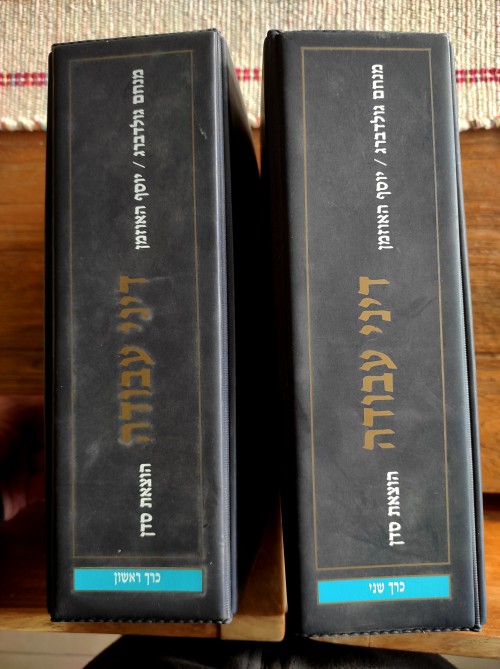 מנחם גולדברג / יוסף האוזמן
דיני עבודה
הוצאת סדן
כרך ראשון
מנחם גולדברג / יוסף האוזמן
דיני עבודה
הוצאת סדן
כרך שני